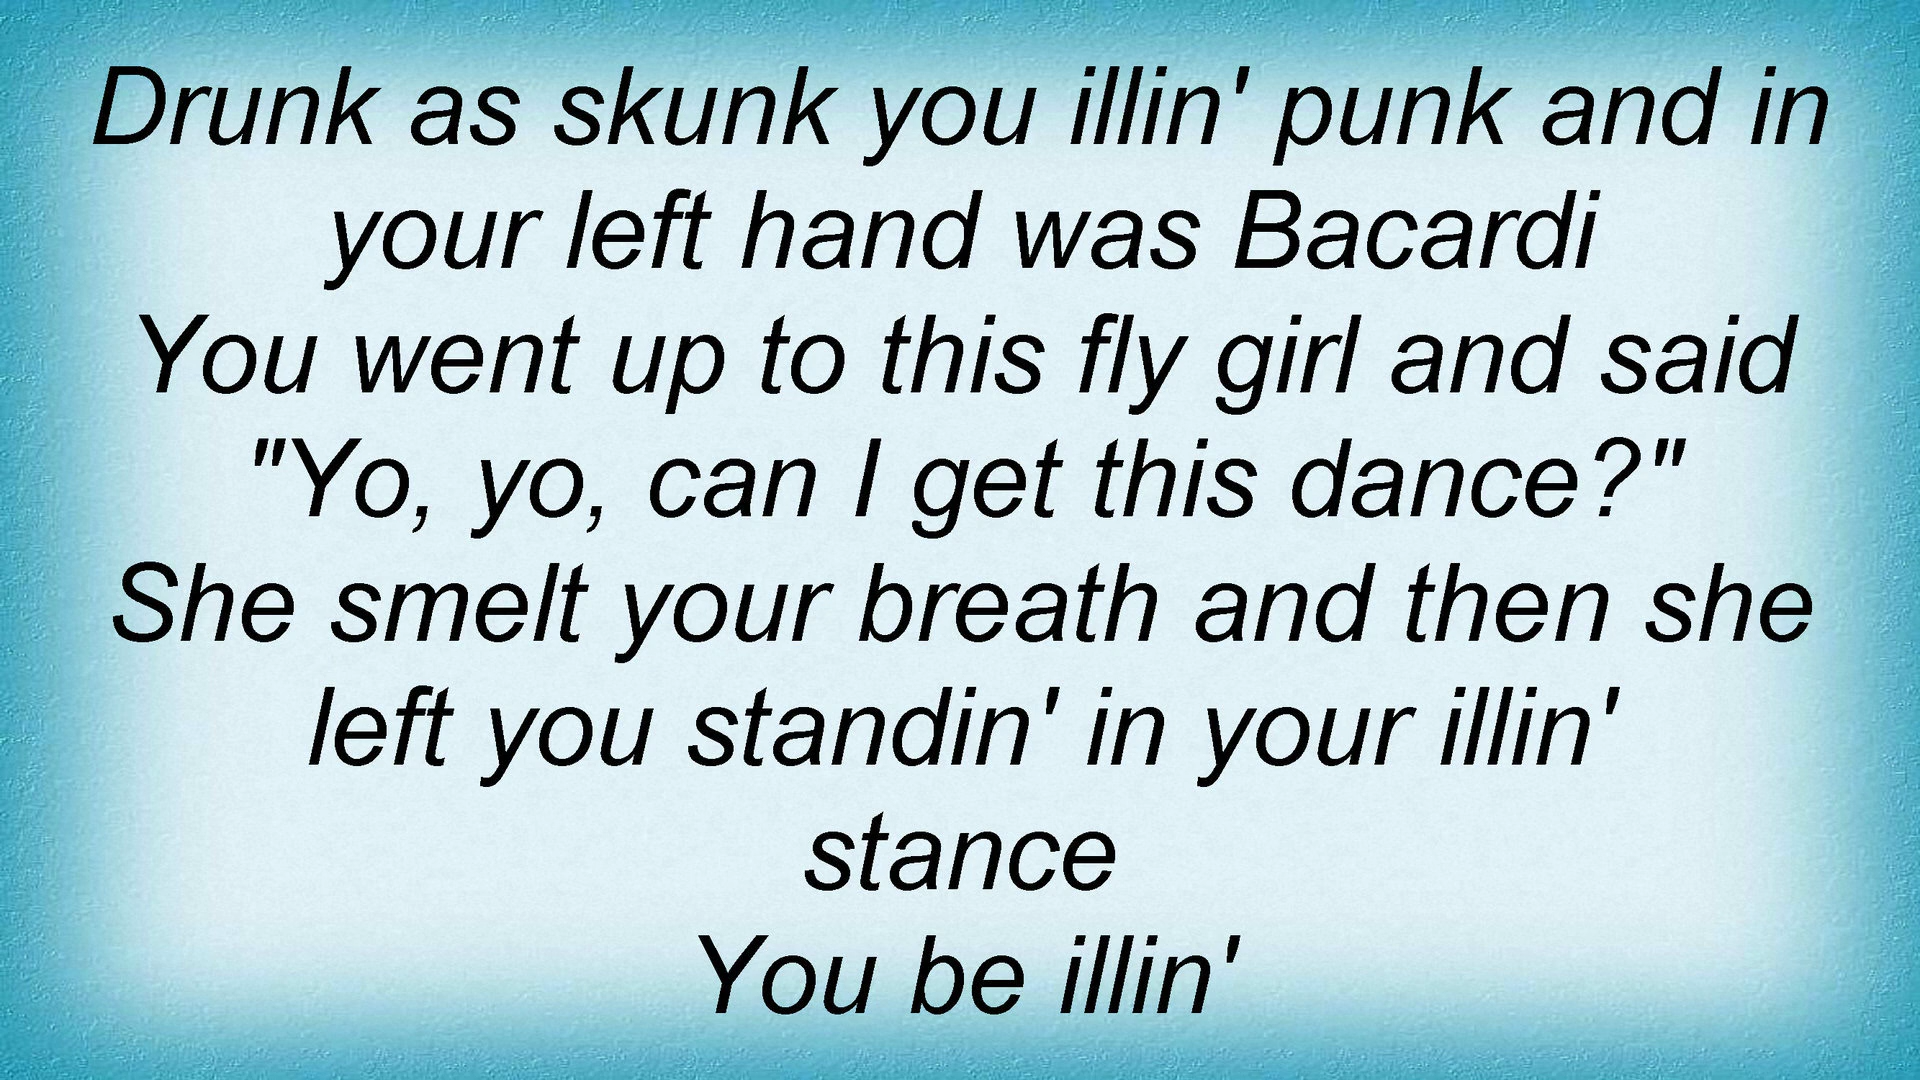 Drunk as skunk you illin' punk and in
your left hand was Bacardi
You went up to this fly girl and said
"Yo, yo, can I get this dance?"
She smelt your breath and then she
left you standin' in your illin'
stance
You be illin'